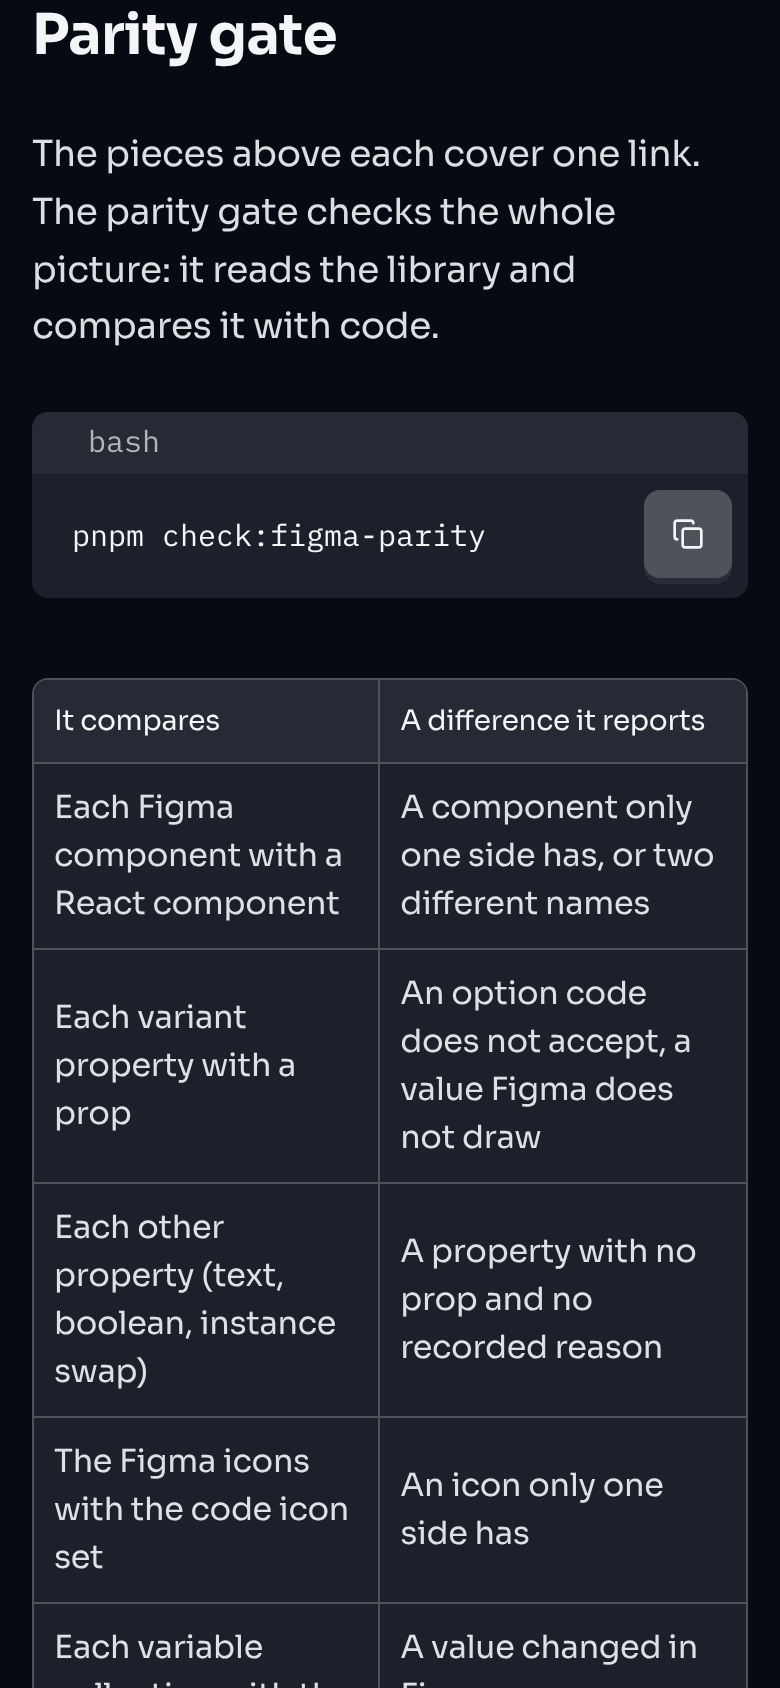 Parity gate
The pieces above each cover one link.
The parity gate checks the whole
picture: it reads the library and
compares it with code.
bash
pnpm check:figma-parity
It compares
A difference it reports
Each Figma
component with a
React component
A component only
one side has, or two
different names
Each variant
property with a
prop
An option code
does not accept, a
value Figma does
not draw
Each other
property (text,
boolean, instance
swap)
A property with no
prop and no
recorded reason
The Figma icons
with the code icon
set
An icon only one
side has
Each variable
A value changed in